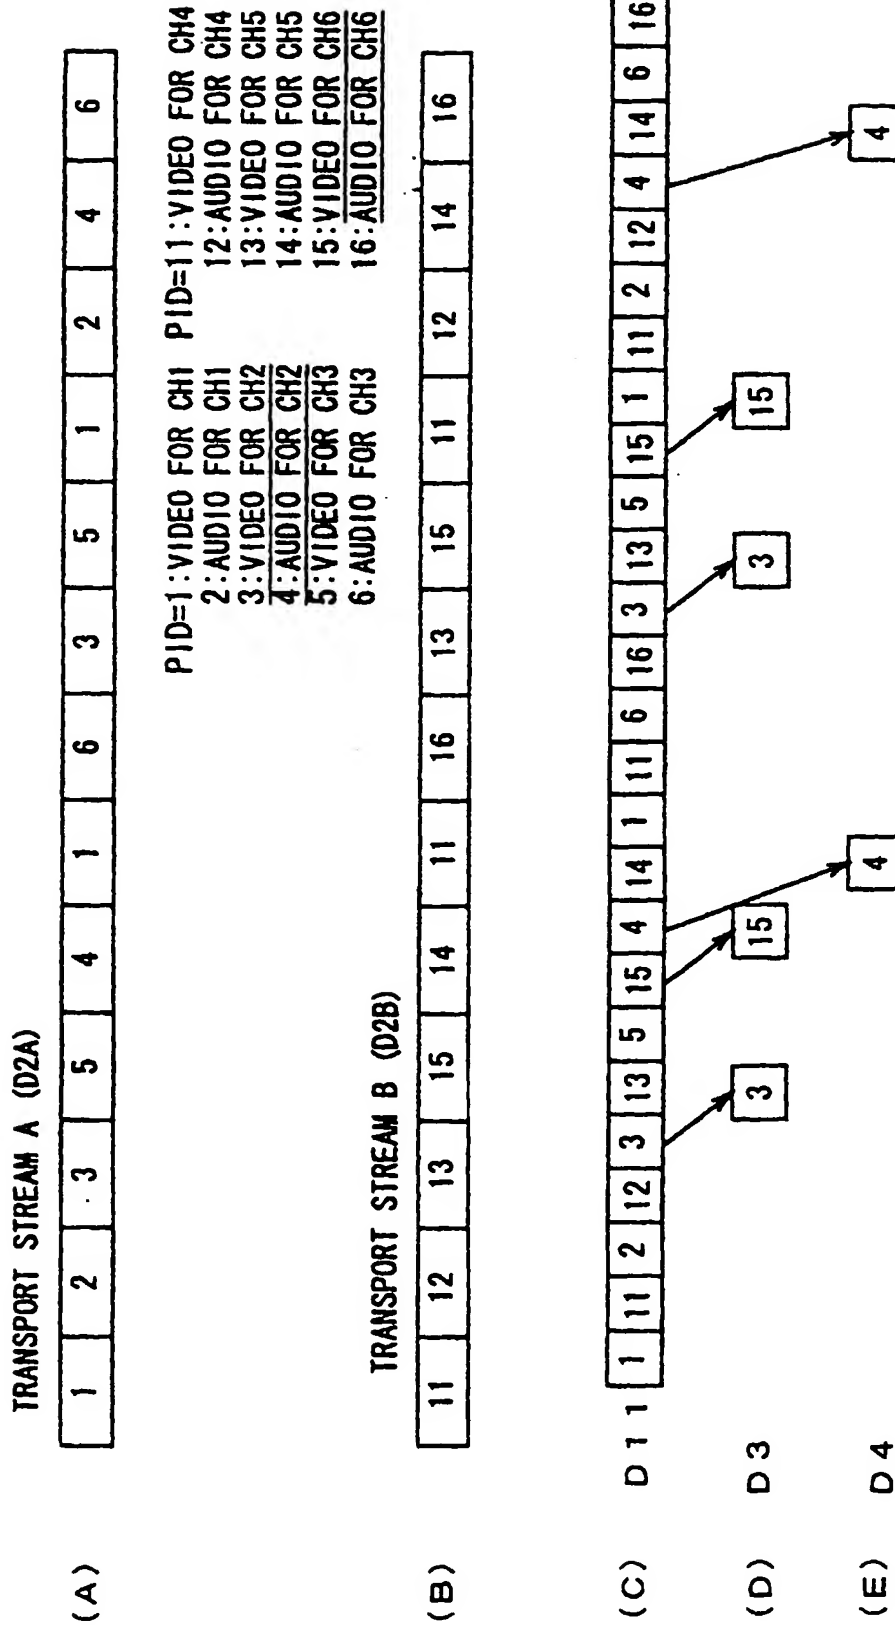 TRANSPORT STREAM A (D2A)
(A) 1 2 3 5 4 1 6 3 5 1 2 4 6
PID=1:VIDEO FOR CH1 PID=11:VIDEO FOR CH4
2:AUDIO FOR CH1 12:AUDIO FOR CH4
3:VIDEO FOR CH2 13:VIDEO FOR CH5
4:AUDIO FOR CH2 14:AUDIO FOR CH5
5:VIDEO FOR CH3 15:VIDEO FOR CH6
6:AUDIO FOR CH3 16:AUDIO FOR CH6
TRANSPORT STREAM B (D2B)
(B) 11 12 13 15 14 11 16 13 15 11 12 14 16
(C) D11 1 11 2 12 3 13 5 15 4 14 1 11 6 16 3 13 5 15 1 11 2 12 4 14 6 16
(D) D3 3 15 3 15
(E) D4 4 4